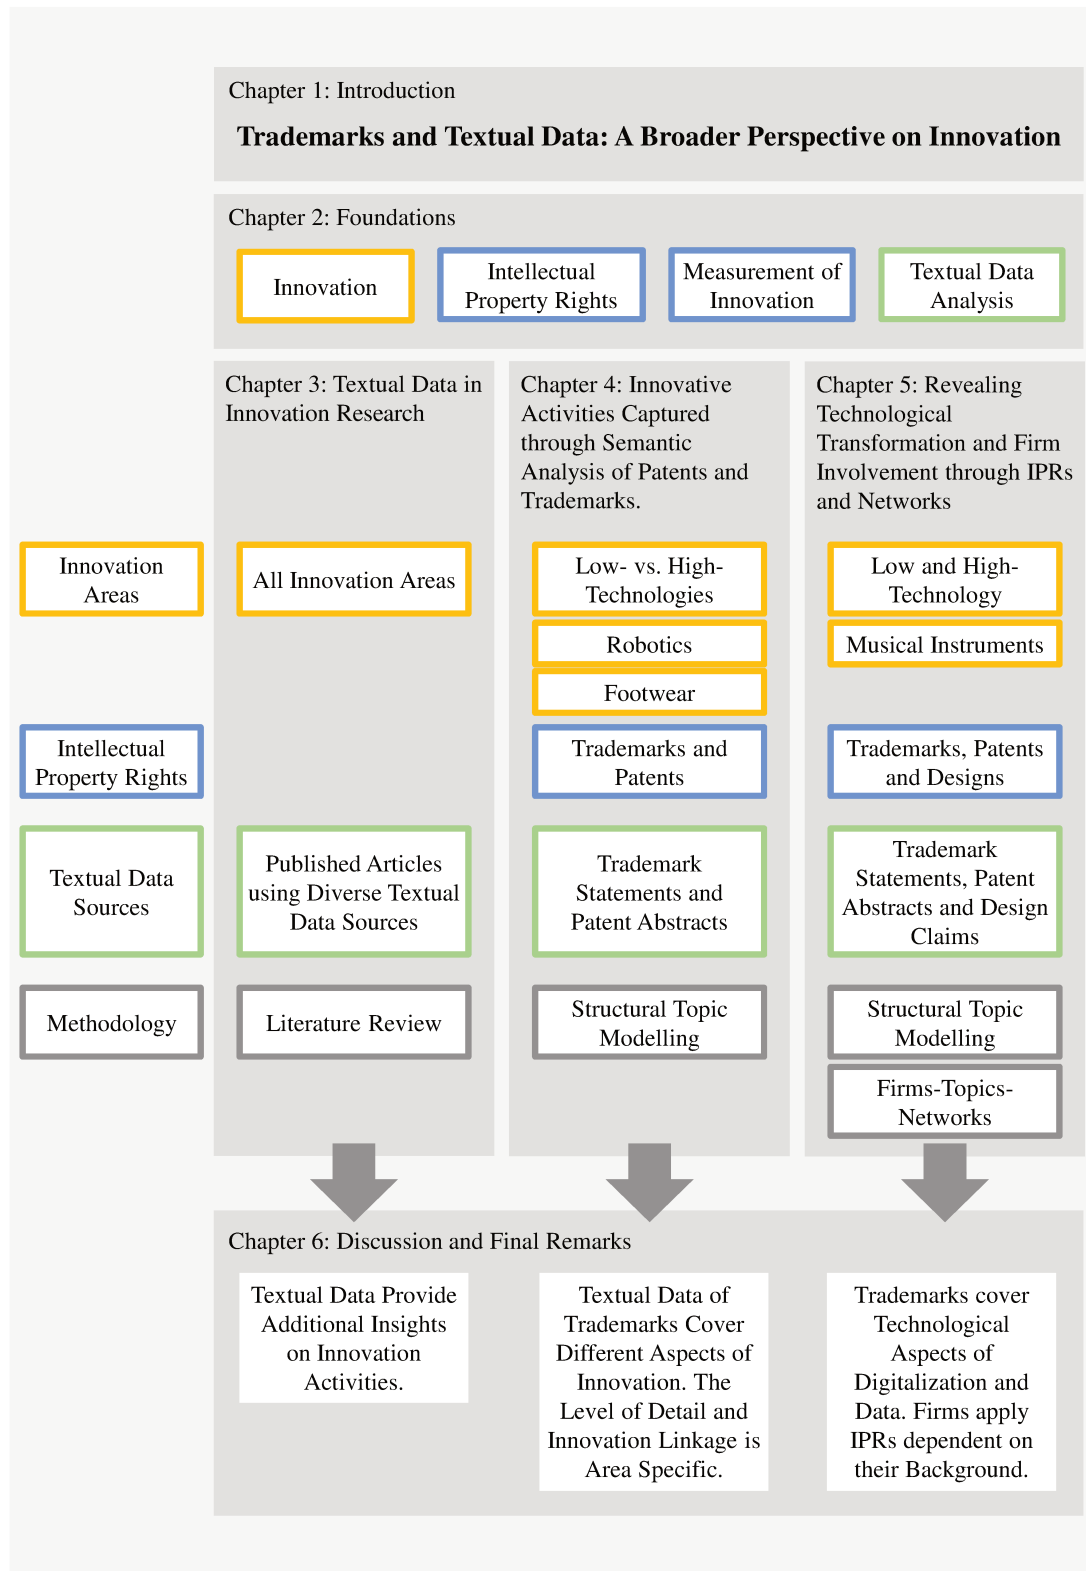 Chapter 1: Introduction
Trademarks and Textual Data: A Broader Perspective on Innovation
Chapter 2: Foundations
Innovation
Intellectual
Property Rights
Measurement of
Innovation
Textual Data
Analysis
Chapter 3: Textual Data in
Innovation Research
Chapter 4: Innovative
Activities Captured
through Semantic
Analysis of Patents and
Trademarks.
Chapter 5: Revealing
Technological
Transformation and Firm
Involvement through IPRs
and Networks
Innovation
Areas
All Innovation Areas
Low- vs. High-
Technologies
Robotics
Footwear
Low and High-
Technology
Musical Instruments
Intellectual
Property Rights
Trademarks and
Patents
Trademarks, Patents
and Designs
Textual Data
Sources
Published Articles
using Diverse Textual
Data Sources
Trademark
Statements and
Patent Abstracts
Trademark
Statements, Patent
Abstracts and Design
Claims
Methodology
Literature Review
Structural Topic
Modelling
Structural Topic
Modelling
Firms-Topics-
Networks
Chapter 6: Discussion and Final Remarks
Textual Data Provide
Additional Insights
on Innovation
Activities.
Textual Data of
Trademarks Cover
Different Aspects of
Innovation. The
Level of Detail and
Innovation Linkage is
Area Specific.
Trademarks cover
Technological
Aspects of
Digitalization and
Data. Firms apply
IPRs dependent on
their Background.